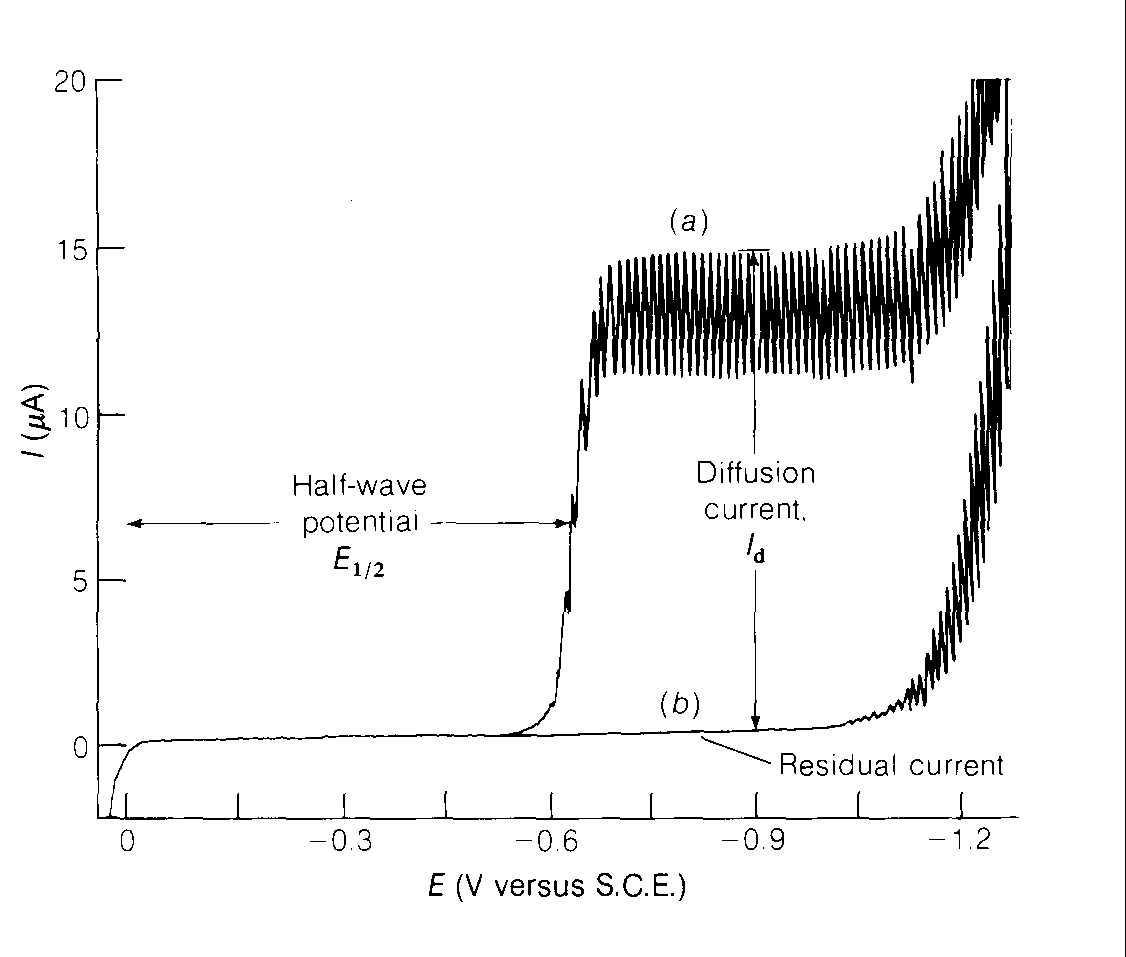 20
(a)
15
I (μA)
10
Half-wave
potential
E1/2
Diffusion
current,
Id
5
(b)
0
Residual current
0
−0.3
−0.6
−0.9
−1.2
E (V versus S.C.E.)